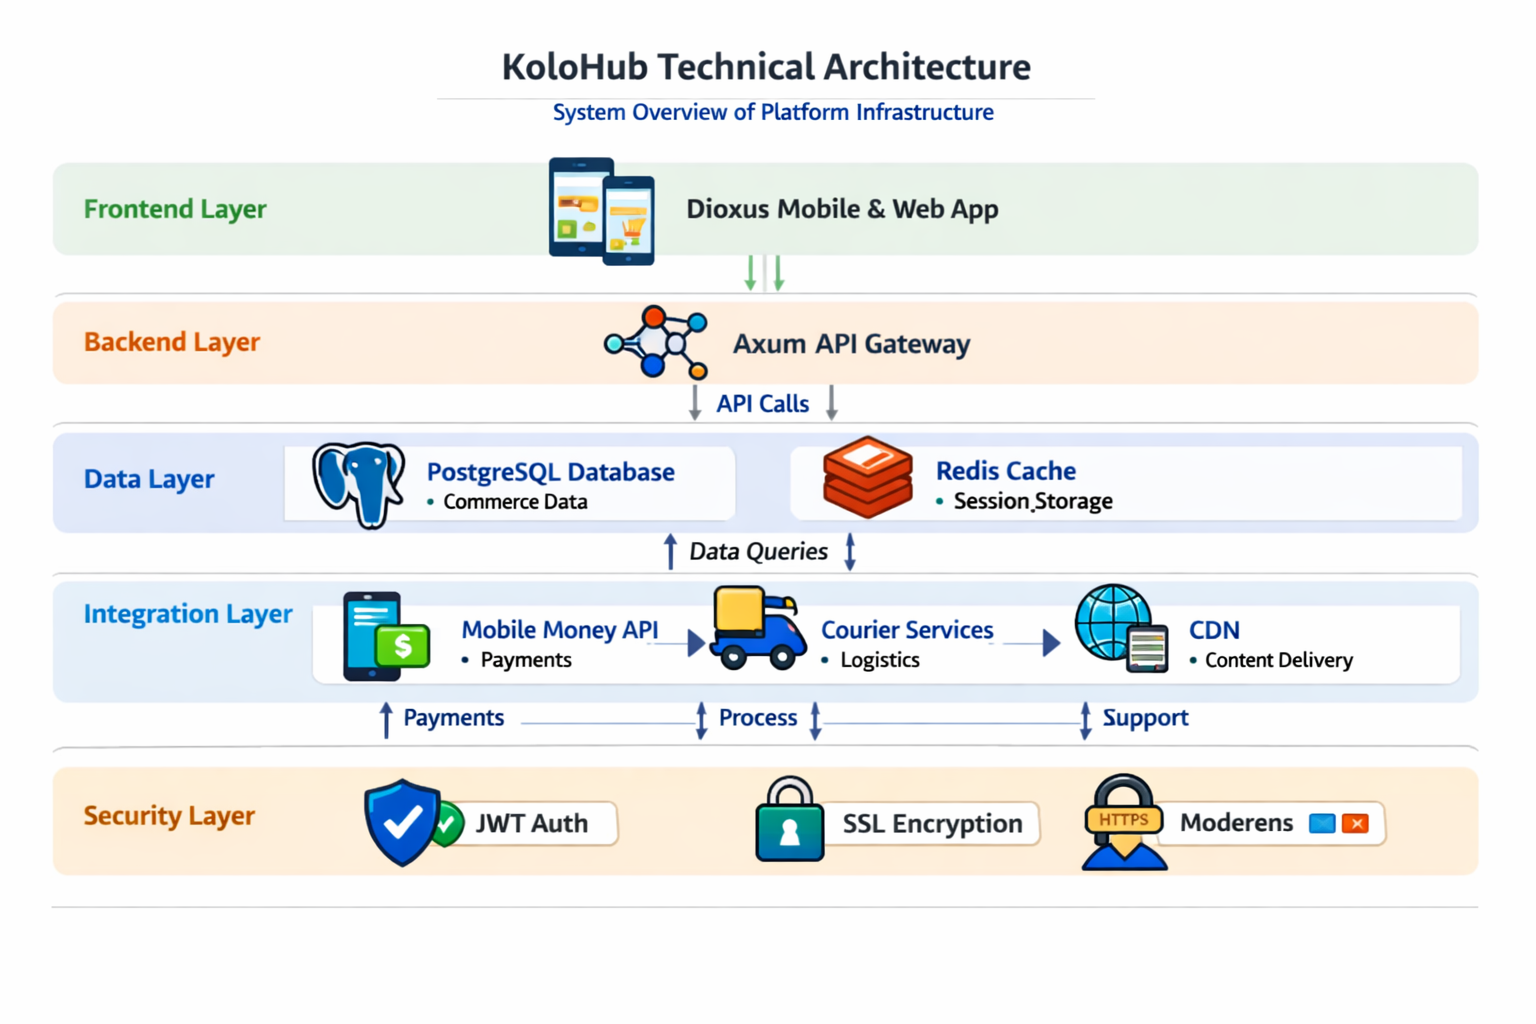 KoloHub Technical Architecture
System Overview of Platform Infrastructure
Frontend Layer
Dioxus Mobile & Web App
Backend Layer
Axum API Gateway
API Calls
Data Layer
PostgreSQL Database
• Commerce Data
Redis Cache
• Session Storage
Data Queries
Integration Layer
Mobile Money API
• Payments
Courier Services
• Logistics
CDN
• Content Delivery
$
Payments
Process
Support
Security Layer
JWT Auth
SSL Encryption
HTTPS
Moderens